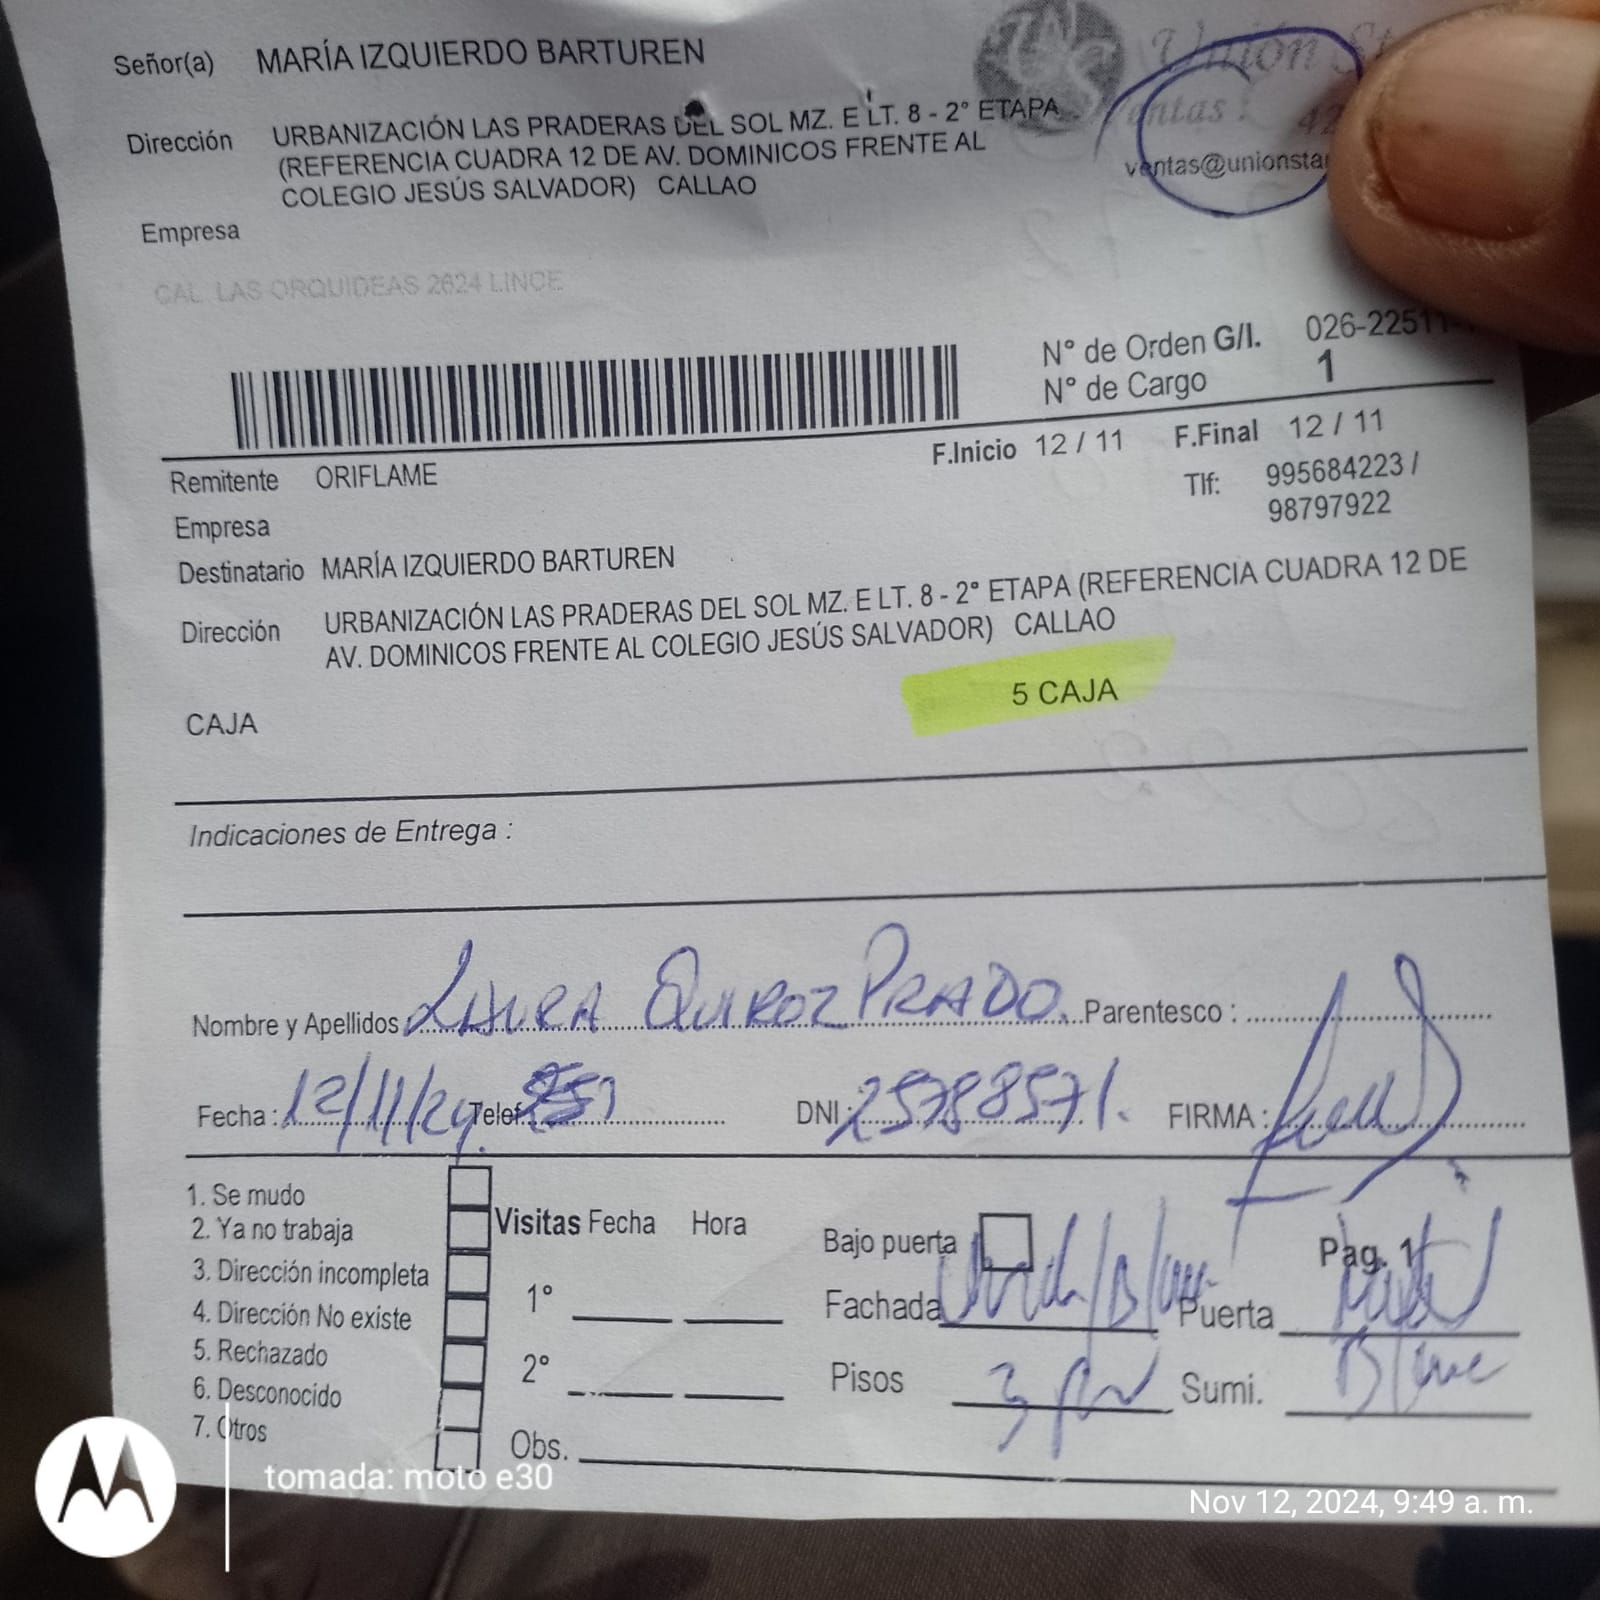 Señor(a) MARÍA IZQUIERDO BARTUREN
Unión
Dirección URBANIZACIÓN LAS PRADERAS DEL SOL MZ. E LT. 8 - 2° ETAPA
(REFERENCIA CUADRA 12 DE AV. DOMINICOS FRENTE AL
COLEGIO JESÚS SALVADOR) CALLAO
ventas@unionstar
Empresa
CAL LAS ORQUIDEAS 2624 LINCE
N° de Orden G/I. 026-22511
N° de Cargo 1
F.Inicio 12 / 11 F.Final 12 / 11
Remitente ORIFLAME
Tlf: 995684223 /
98797922
Empresa
Destinatario MARÍA IZQUIERDO BARTUREN
Dirección URBANIZACIÓN LAS PRADERAS DEL SOL MZ. E LT. 8 - 2° ETAPA (REFERENCIA CUADRA 12 DE
AV. DOMINICOS FRENTE AL COLEGIO JESÚS SALVADOR) CALLAO
CAJA 5 CAJA
Indicaciones de Entrega :
Nombre y Apellidos LAURA QUIROZ PRADO. Parentesco :
Fecha : 12/11/24. Telef. DNI : 25788571. FIRMA :
1. Se mudo
2. Ya no trabaja
3. Dirección incompleta
4. Dirección No existe
5. Rechazado
6. Desconocido
7. Otros
Visitas Fecha Hora
1°
2°
Obs.
Bajo puerta Pag. 1
Fachada Puerta
Pisos 3 Sumi.
tomada: moto e30
Nov 12, 2024, 9:49 a. m.